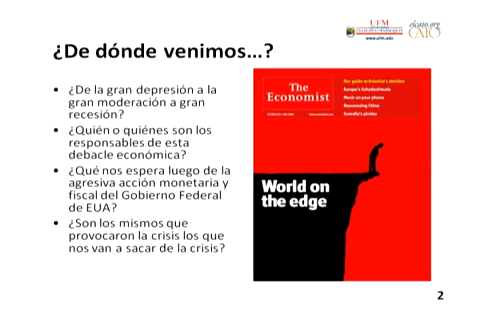 UFM
UNIVERSIDAD FRANCISCO MARROQUÍN
www.ufm.edu
elcato.org
CATO
¿De dónde venimos...?
• ¿De la gran depresión a la
gran moderación a gran
recesión?
• ¿Quién o quiénes son los
responsables de esta
debacle económica?
• ¿Qué nos espera luego de la
agresiva acción monetaria y
fiscal del Gobierno Federal
de EUA?
• ¿Son los mismos que
provocaron la crisis los que
nos van a sacar de la crisis?
The
Economist
Our guide to America's election
Europe's Schadenfreude
Music on your phone
Reassessing China
Somalia's pirates
World on
the edge
2